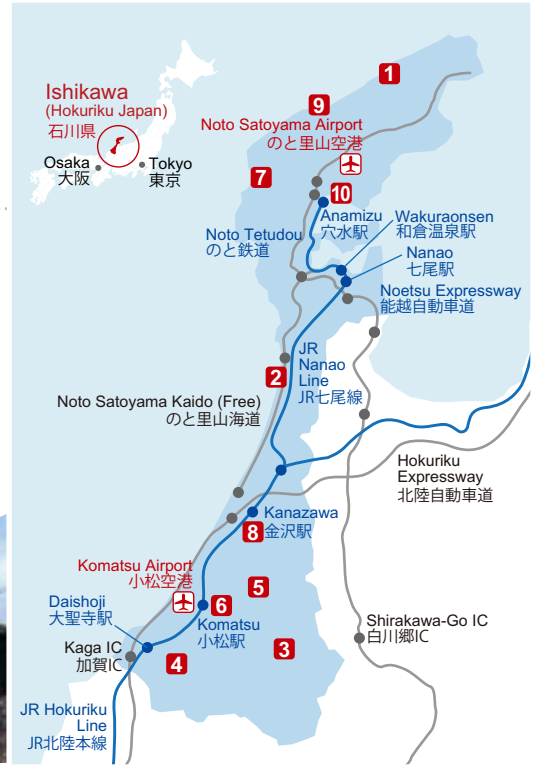 Ishikawa
(Hokuriku Japan)
石川県
Osaka
大阪
Tokyo
東京
1
9
Noto Satoyama Airport
のと里山空港
7
10
Anamizu
穴水駅
Wakuraonsen
和倉温泉駅
Noto Tetudou
のと鉄道
Nanao
七尾駅
Noetsu Expressway
能越自動車道
JR
Nanao
Line
JR七尾線
2
Noto Satoyama Kaido (Free)
のと里山海道
Hokuriku
Expressway
北陸自動車道
Kanazawa
金沢駅
8
Komatsu Airport
小松空港
5
6
Komatsu
小松駅
Daishoji
大聖寺駅
Shirakawa-Go IC
白川郷IC
Kaga IC
加賀IC
4
3
JR Hokuriku
Line
JR北陸本線